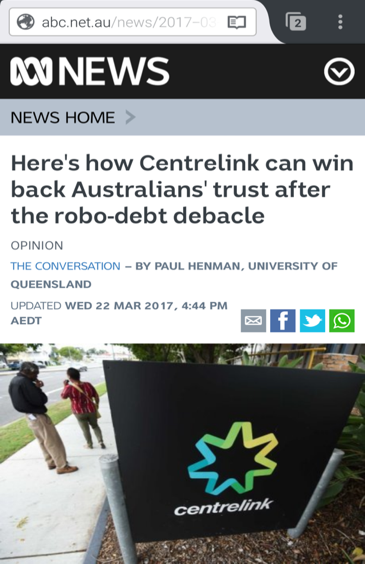 abc.net.au/news/2017-03
2
NEWS
NEWS HOME
Here's how Centrelink can win
back Australians' trust after
the robo-debt debacle
OPINION
THE CONVERSATION – BY PAUL HENMAN, UNIVERSITY OF
QUEENSLAND
UPDATED WED 22 MAR 2017, 4:44 PM
AEDT
centrelink